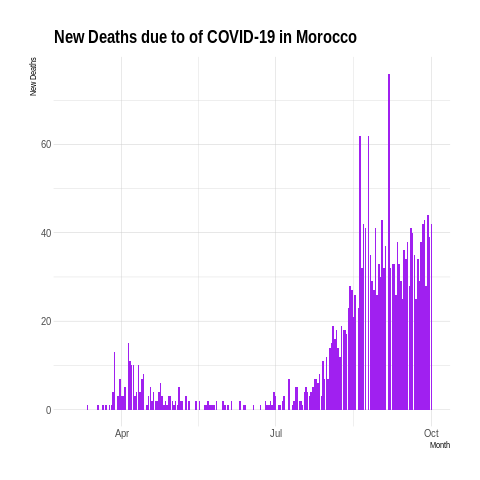 New Deaths due to of COVID-19 in Morocco
New Deaths
60
40
20
0
Apr
Jul
Oct
Month